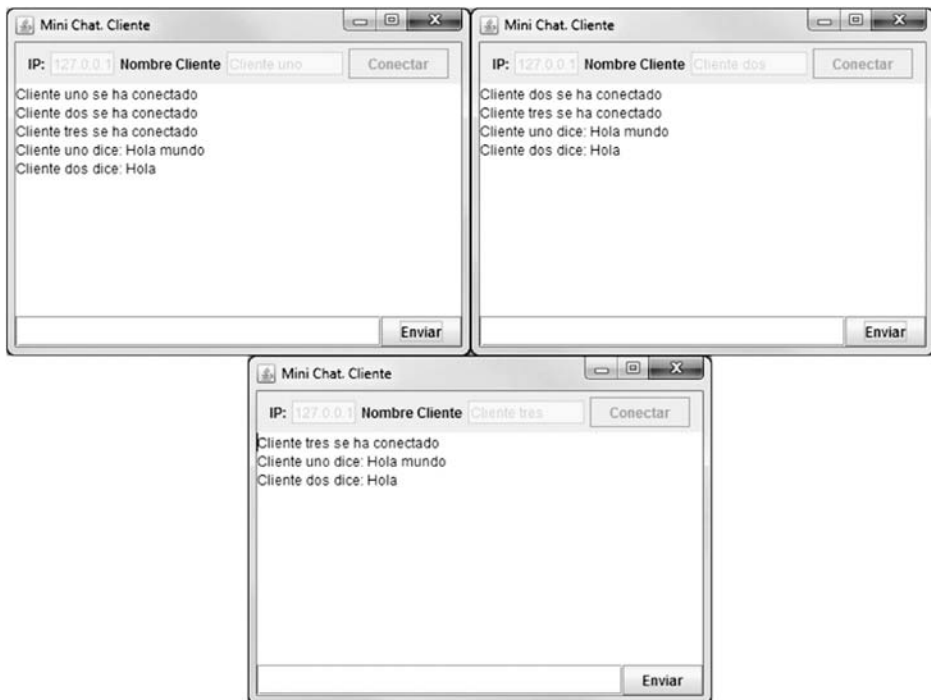 Mini Chat. Cliente
IP: 127.0.0.1 Nombre Cliente Cliente uno Conectar
Cliente uno se ha conectado
Cliente dos se ha conectado
Cliente tres se ha conectado
Cliente uno dice: Hola mundo
Cliente dos dice: Hola
Enviar
Mini Chat. Cliente
IP: 127.0.0.1 Nombre Cliente Cliente dos Conectar
Cliente dos se ha conectado
Cliente tres se ha conectado
Cliente uno dice: Hola mundo
Cliente dos dice: Hola
Enviar
Mini Chat. Cliente
IP: 127.0.0.1 Nombre Cliente Cliente tres Conectar
Cliente tres se ha conectado
Cliente uno dice: Hola mundo
Cliente dos dice: Hola
Enviar